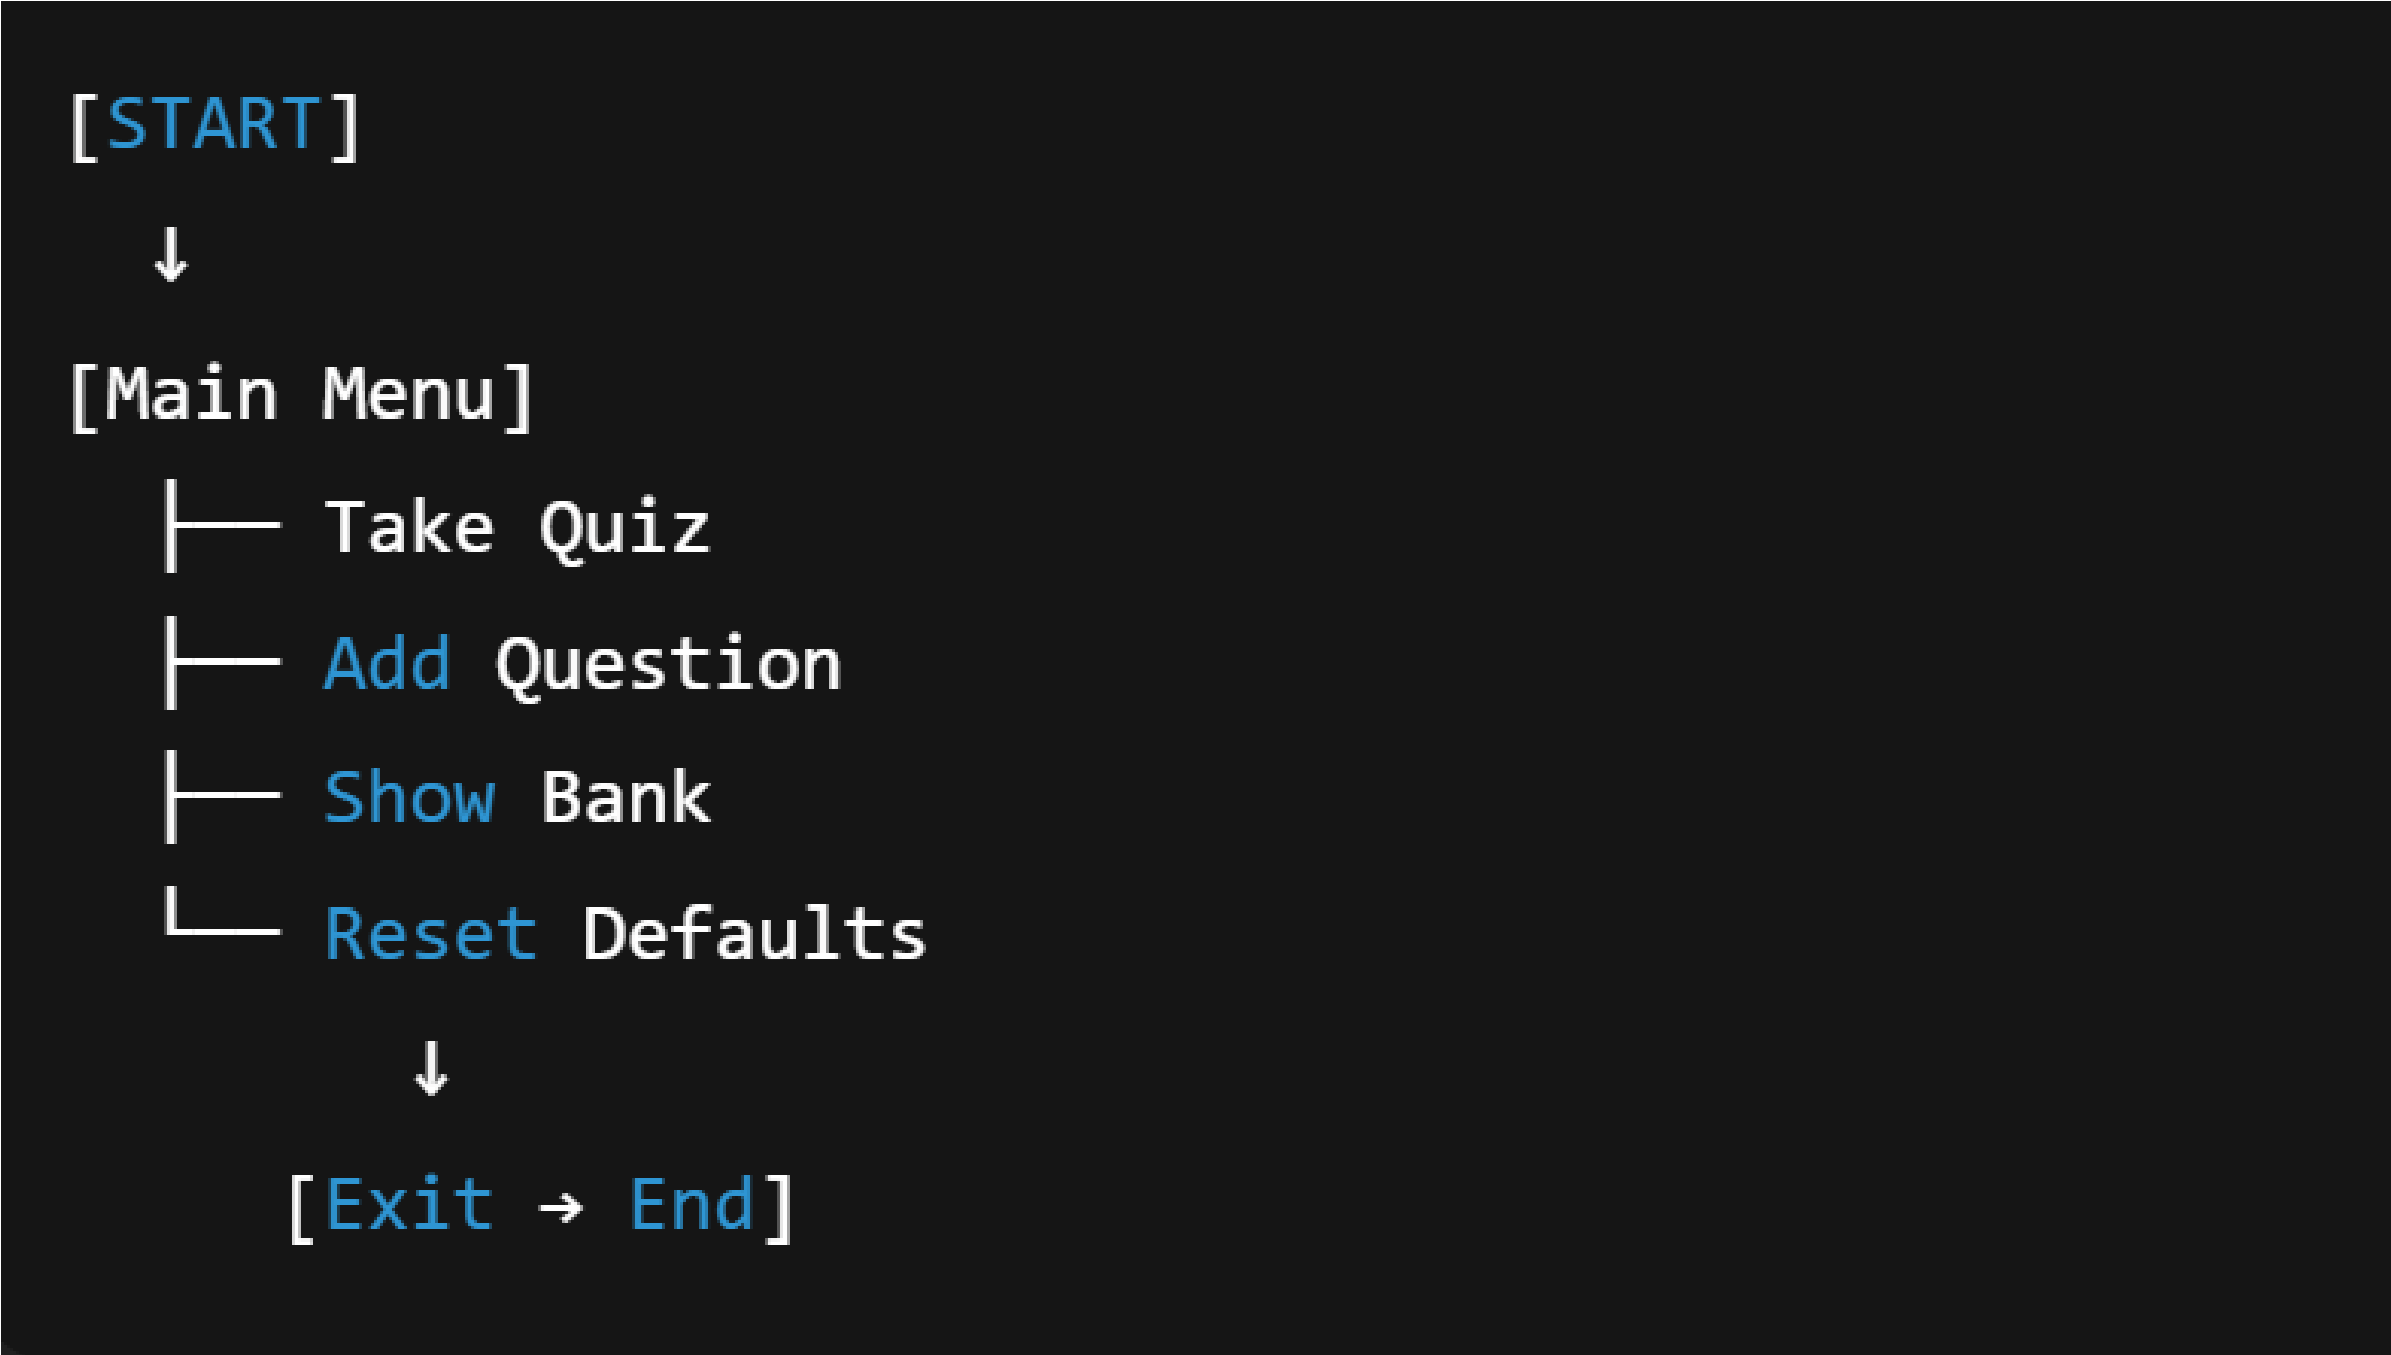 [START]
↓
[Main Menu]
├── Take Quiz
├── Add Question
├── Show Bank
└── Reset Defaults
↓
[Exit → End]